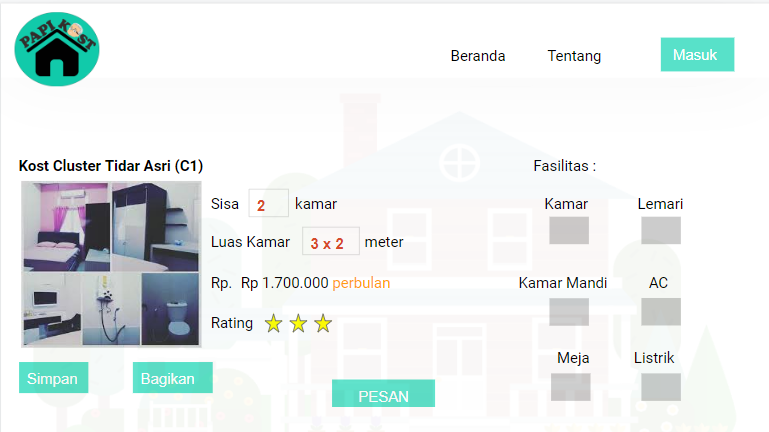 PAPI KOST
Beranda Tentang Masuk
Kost Cluster Tidar Asri (C1)
Sisa 2 kamar
Luas Kamar 3 x 2 meter
Rp. Rp 1.700.000 perbulan
Rating
Simpan Bagikan
PESAN
Fasilitas :
Kamar Lemari
Kamar Mandi AC
Meja Listrik